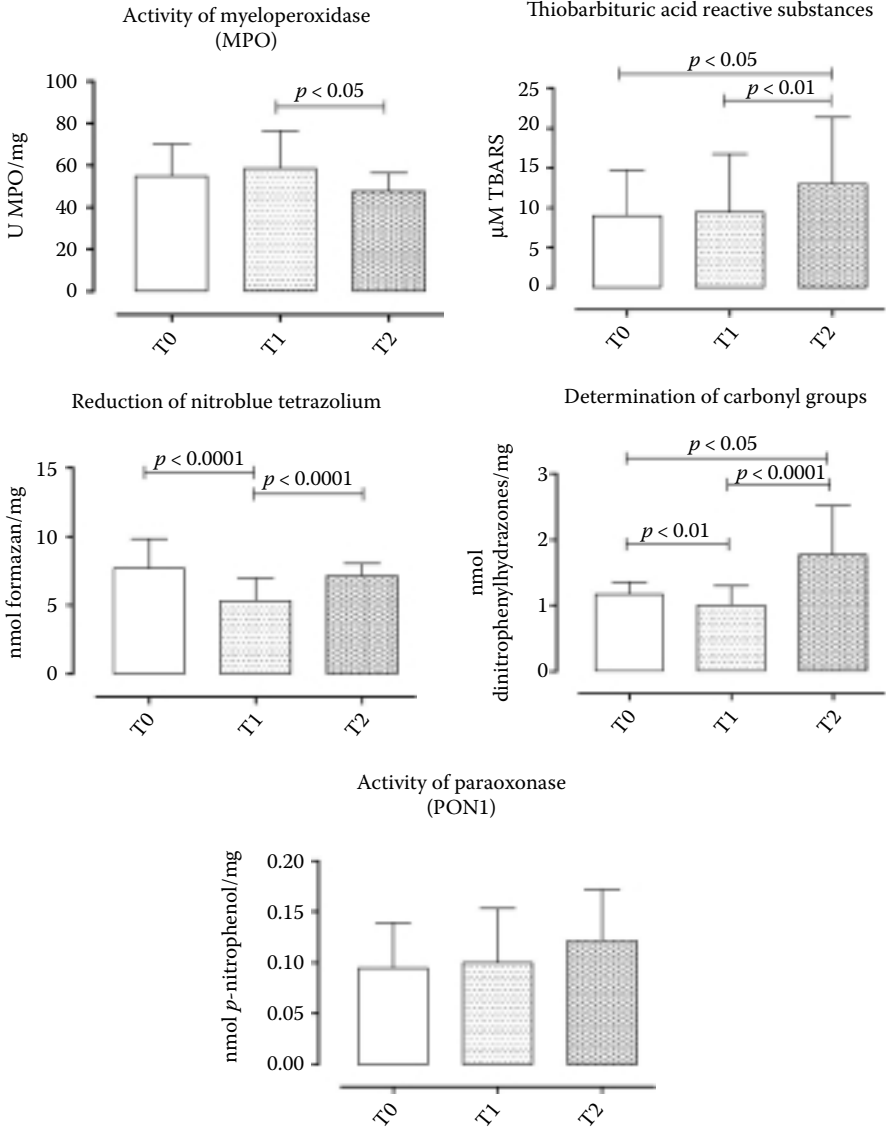 Activity of myeloperoxidase
(MPO)
U MPO/mg
100
80
60
40
20
0
p < 0.05
T0
T1
T2
Thiobarbituric acid reactive substances
µM TBARS
25
20
15
10
5
0
p < 0.05
p < 0.01
T0
T1
T2
Reduction of nitroblue tetrazolium
nmol formazan/mg
15
10
5
0
p < 0.0001
p < 0.0001
T0
T1
T2
Determination of carbonyl groups
nmol
dinitrophenylhydrazones/mg
3
2
1
0
p < 0.05
p < 0.0001
p < 0.01
T0
T1
T2
Activity of paraoxonase
(PON1)
nmol p-nitrophenol/mg
0.20
0.15
0.10
0.05
0.00
T0
T1
T2